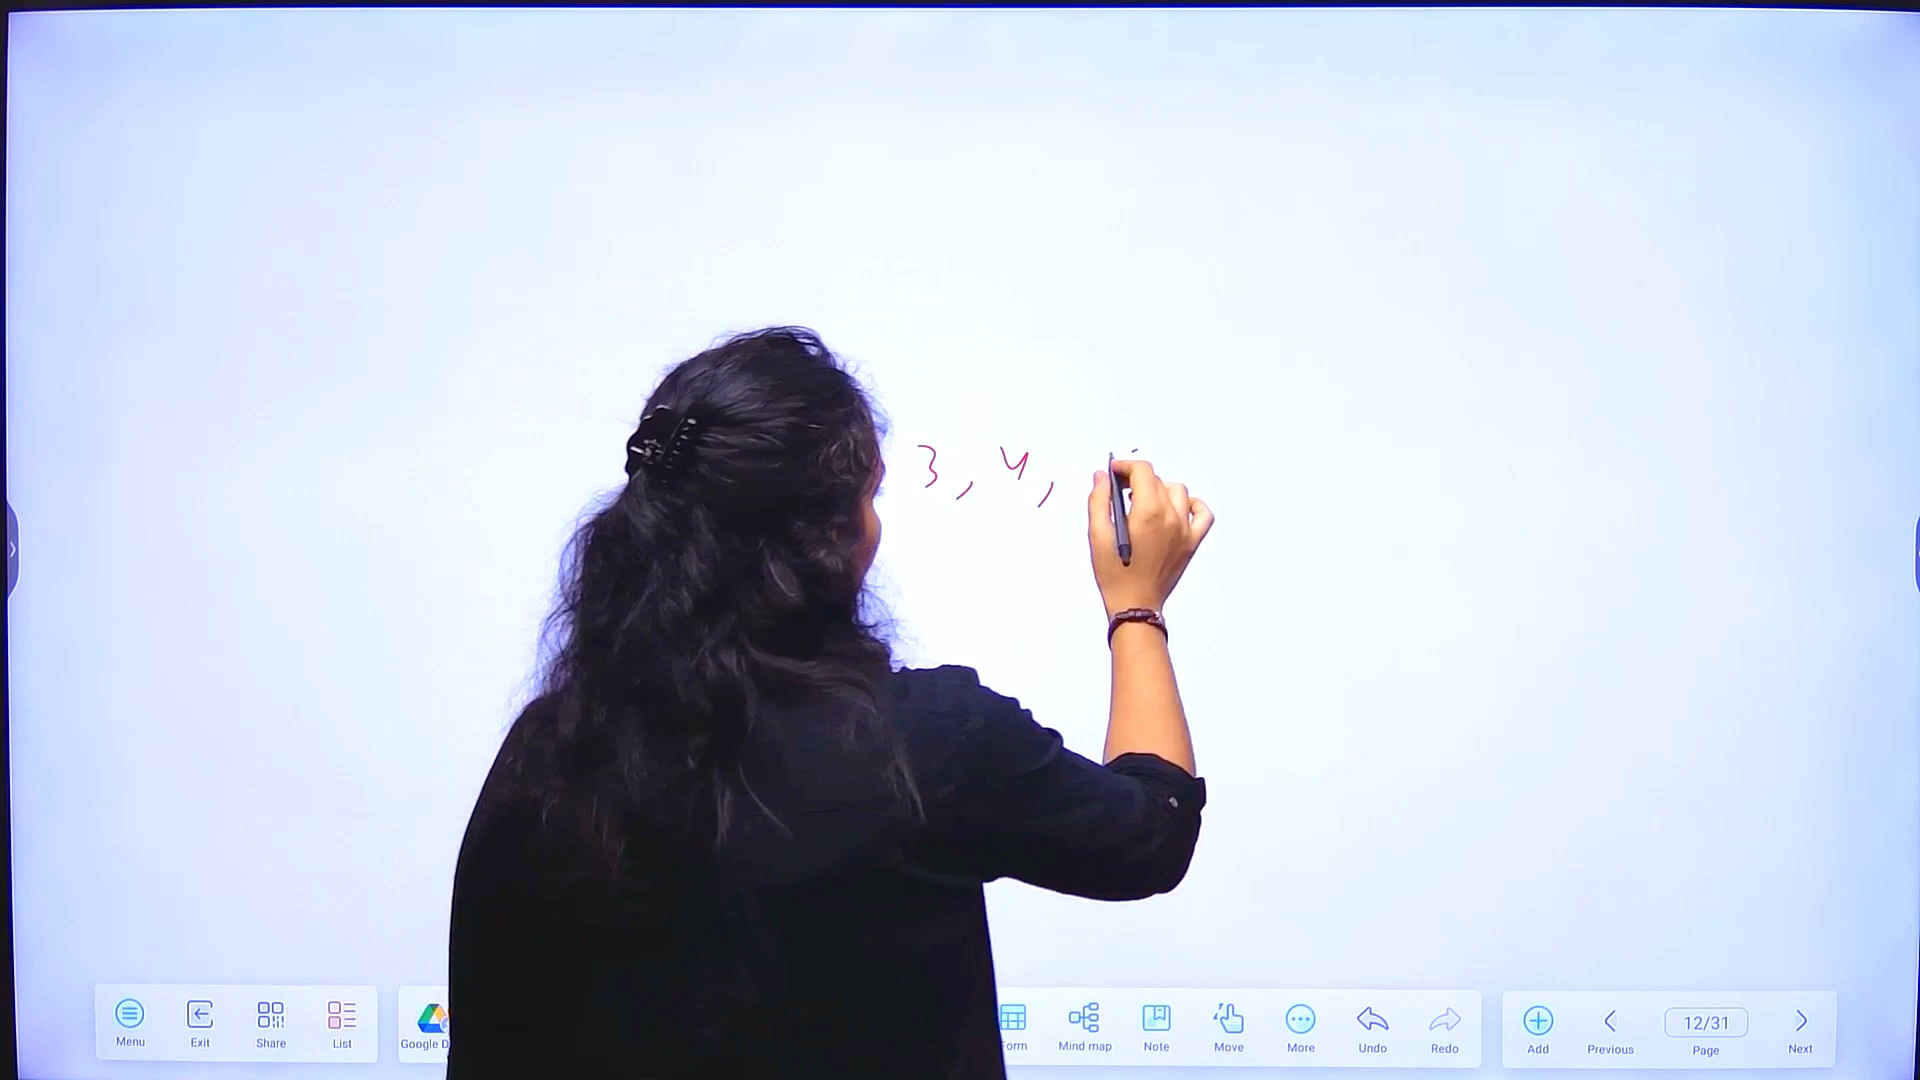 3, 4,
Menu Exit Share List Google Mind map Note Move More Undo Redo Add Previous 12/31 Page Next